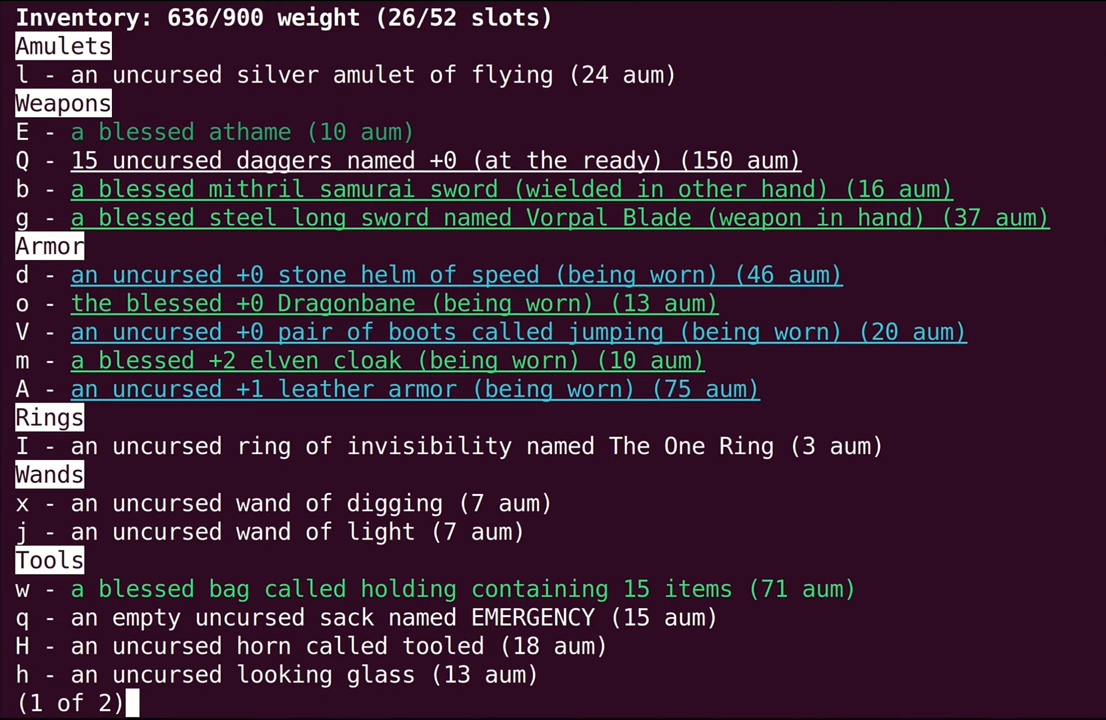 Inventory: 636/900 weight (26/52 slots)
Amulets
l - an uncursed silver amulet of flying (24 aum)
Weapons
E - a blessed athame (10 aum)
Q - 15 uncursed daggers named +0 (at the ready) (150 aum)
b - a blessed mithril samurai sword (wielded in other hand) (16 aum)
g - a blessed steel long sword named Vorpal Blade (weapon in hand) (37 aum)
Armor
d - an uncursed +0 stone helm of speed (being worn) (46 aum)
o - the blessed +0 Dragonbane (being worn) (13 aum)
V - an uncursed +0 pair of boots called jumping (being worn) (20 aum)
m - a blessed +2 elven cloak (being worn) (10 aum)
A - an uncursed +1 leather armor (being worn) (75 aum)
Rings
I - an uncursed ring of invisibility named The One Ring (3 aum)
Wands
x - an uncursed wand of digging (7 aum)
j - an uncursed wand of light (7 aum)
Tools
w - a blessed bag called holding containing 15 items (71 aum)
q - an empty uncursed sack named EMERGENCY (15 aum)
H - an uncursed horn called tooled (18 aum)
h - an uncursed looking glass (13 aum)
(1 of 2)